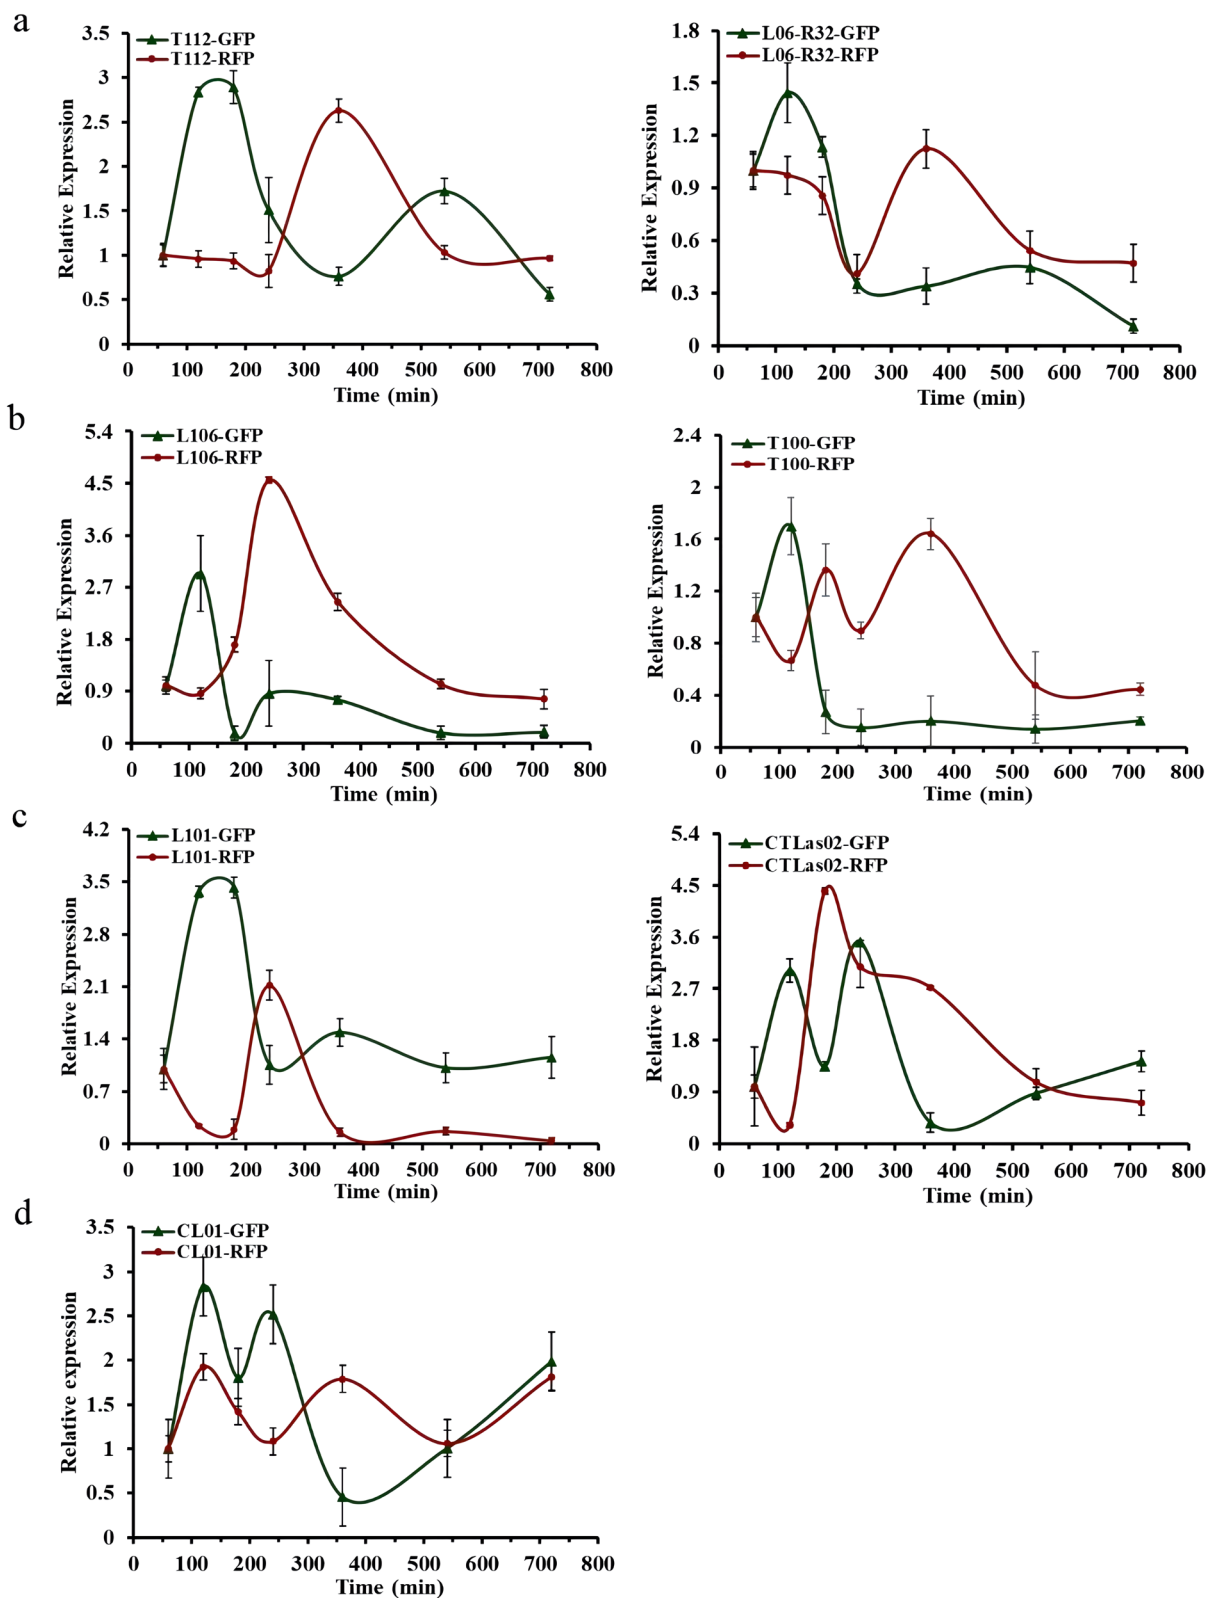 a
T112-GFP
T112-RFP
Relative Expression
3.5
3
2.5
2
1.5
1
0.5
0
0 100 200 300 400 500 600 700 800
Time (min)
L06-R32-GFP
L06-R32-RFP
Relative Expression
1.8
1.5
1.2
0.9
0.6
0.3
0
0 100 200 300 400 500 600 700 800
Time (min)
b
L106-GFP
L106-RFP
Relative Expression
5.4
4.5
3.6
2.7
1.8
0.9
0
0 100 200 300 400 500 600 700 800
Time (min)
T100-GFP
T100-RFP
Relative Expression
2.4
2
1.6
1.2
0.8
0.4
0
0 100 200 300 400 500 600 700 800
Time (min)
c
L101-GFP
L101-RFP
Relative Expression
4.2
3.5
2.8
2.1
1.4
0.7
0
0 100 200 300 400 500 600 700 800
Time (min)
CTLas02-GFP
CTLas02-RFP
Relative Expression
5.4
4.5
3.6
2.7
1.8
0.9
0
0 100 200 300 400 500 600 700 800
Time (min)
d
CL01-GFP
CL01-RFP
Relative expression
3.5
3
2.5
2
1.5
1
0.5
0
0 100 200 300 400 500 600 700 800
Time (min)